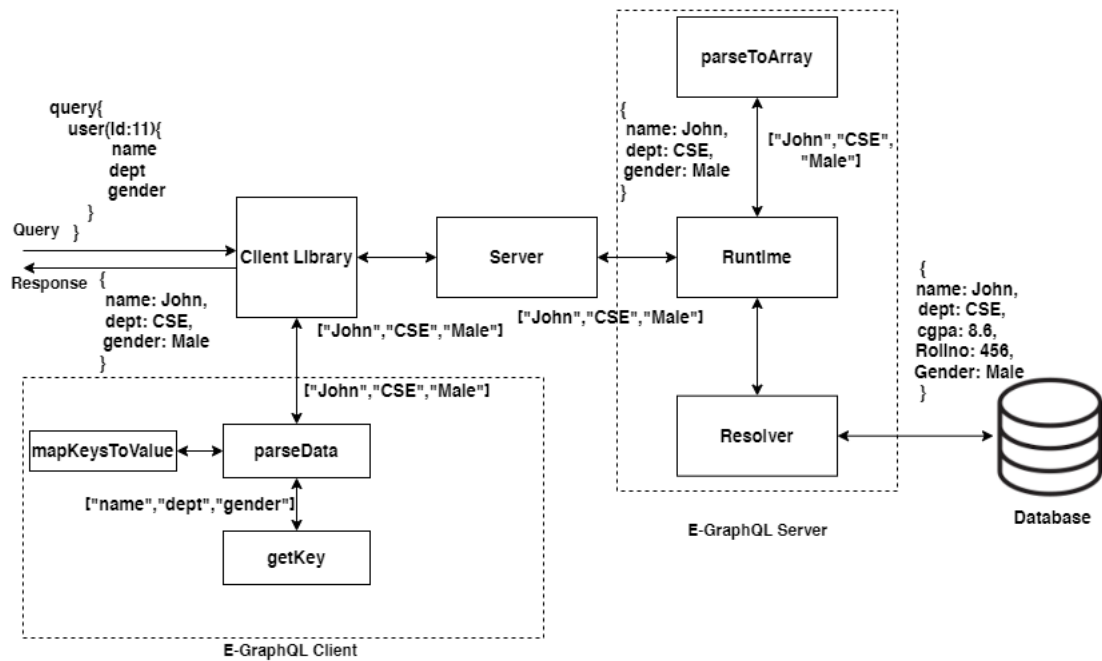 query{
user(Id:11){
name
dept
gender
}
}
Query
Response
{
name: John,
dept: CSE,
gender: Male
}
Client Library
Server
["John","CSE","Male"]
["John","CSE","Male"]
parseToArray
{
name: John,
dept: CSE,
gender: Male
}
["John","CSE",
"Male"]
Runtime
Resolver
E-GraphQL Server
{
name: John,
dept: CSE,
cgpa: 8.6,
Rollno: 456,
Gender: Male
}
Database
["John","CSE","Male"]
mapKeysToValue
parseData
["name","dept","gender"]
getKey
E-GraphQL Client